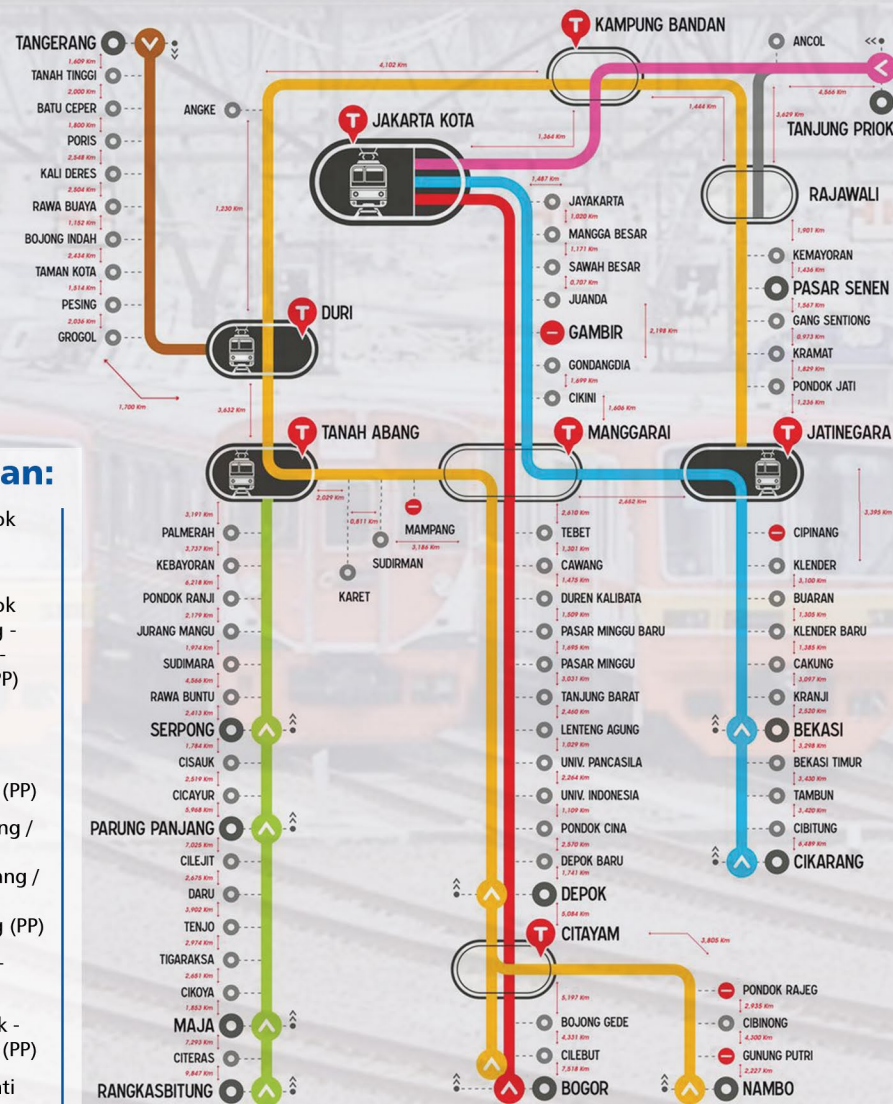 KAMPUNG BANDAN
TANGERANG
1,609 Km
TANAH TINGGI
2,000 Km
BATU CEPER
1,800 Km
PORIS
2,548 Km
KALI DERES
2,504 Km
RAWA BUAYA
1,152 Km
BOJONG INDAH
2,434 Km
TAMAN KOTA
1,514 Km
PESING
2,036 Km
GROGOL
1,700 Km
4,102 Km
ANGKE
1,230 Km
T
JAKARTA KOTA
T
1,364 Km
1,444 Km
ANCOL
4,566 Km
3,629 Km
TANJUNG PRIOK
RAJAWALI
1,901 Km
KEMAYORAN
1,436 Km
PASAR SENEN
1,567 Km
GANG SENTIONG
0,973 Km
KRAMAT
1,829 Km
PONDOK JATI
1,236 Km
1,487 Km
JAYAKARTA
1,020 Km
MANGGA BESAR
1,171 Km
SAWAH BESAR
0,707 Km
JUANDA
2,198 Km
GAMBIR
GONDANGDIA
1,699 Km
CIKINI
1,606 Km
T
DURI
3,632 Km
T
TANAH ABANG
T
MANGGARAI
T
JATINEGARA
2,029 Km
0,811 Km
MAMPANG
3,186 Km
SUDIRMAN
KARET
2,682 Km
3,395 Km
3,191 Km
PALMERAH
3,737 Km
KEBAYORAN
6,218 Km
PONDOK RANJI
2,179 Km
JURANG MANGU
1,974 Km
SUDIMARA
4,566 Km
RAWA BUNTU
2,413 Km
SERPONG
1,784 Km
CISAUK
2,519 Km
CICAYUR
5,968 Km
PARUNG PANJANG
7,025 Km
CILEJIT
2,675 Km
DARU
3,902 Km
TENJO
2,974 Km
TIGARAKSA
2,651 Km
CIKOYA
1,853 Km
MAJA
7,293 Km
CITERAS
9,847 Km
RANGKASBITUNG
2,610 Km
TEBET
1,301 Km
CAWANG
1,475 Km
DUREN KALIBATA
1,509 Km
PASAR MINGGU BARU
1,695 Km
PASAR MINGGU
3,031 Km
TANJUNG BARAT
2,460 Km
LENTENG AGUNG
1,029 Km
UNIV. PANCASILA
2,264 Km
UNIV. INDONESIA
1,109 Km
PONDOK CINA
2,570 Km
DEPOK BARU
1,741 Km
DEPOK
5,084 Km
T
CITAYAM
3,805 Km
5,197 Km
BOJONG GEDE
4,331 Km
CILEBUT
7,518 Km
BOGOR
CIPINANG
KLENDER
3,100 Km
BUARAN
1,305 Km
KLENDER BARU
1,385 Km
CAKUNG
3,097 Km
KRANJI
2,520 Km
BEKASI
3,298 Km
BEKASI TIMUR
3,430 Km
TAMBUN
3,420 Km
CIBITUNG
6,489 Km
CIKARANG
PONDOK RAJEG
2,935 Km
CIBINONG
4,300 Km
GUNUNG PUTRI
2,227 Km
NAMBO
an:
ok
ok
g -
-
PP)
(PP)
ng /
ang /
g (PP)
-
k -
(PP)
ti